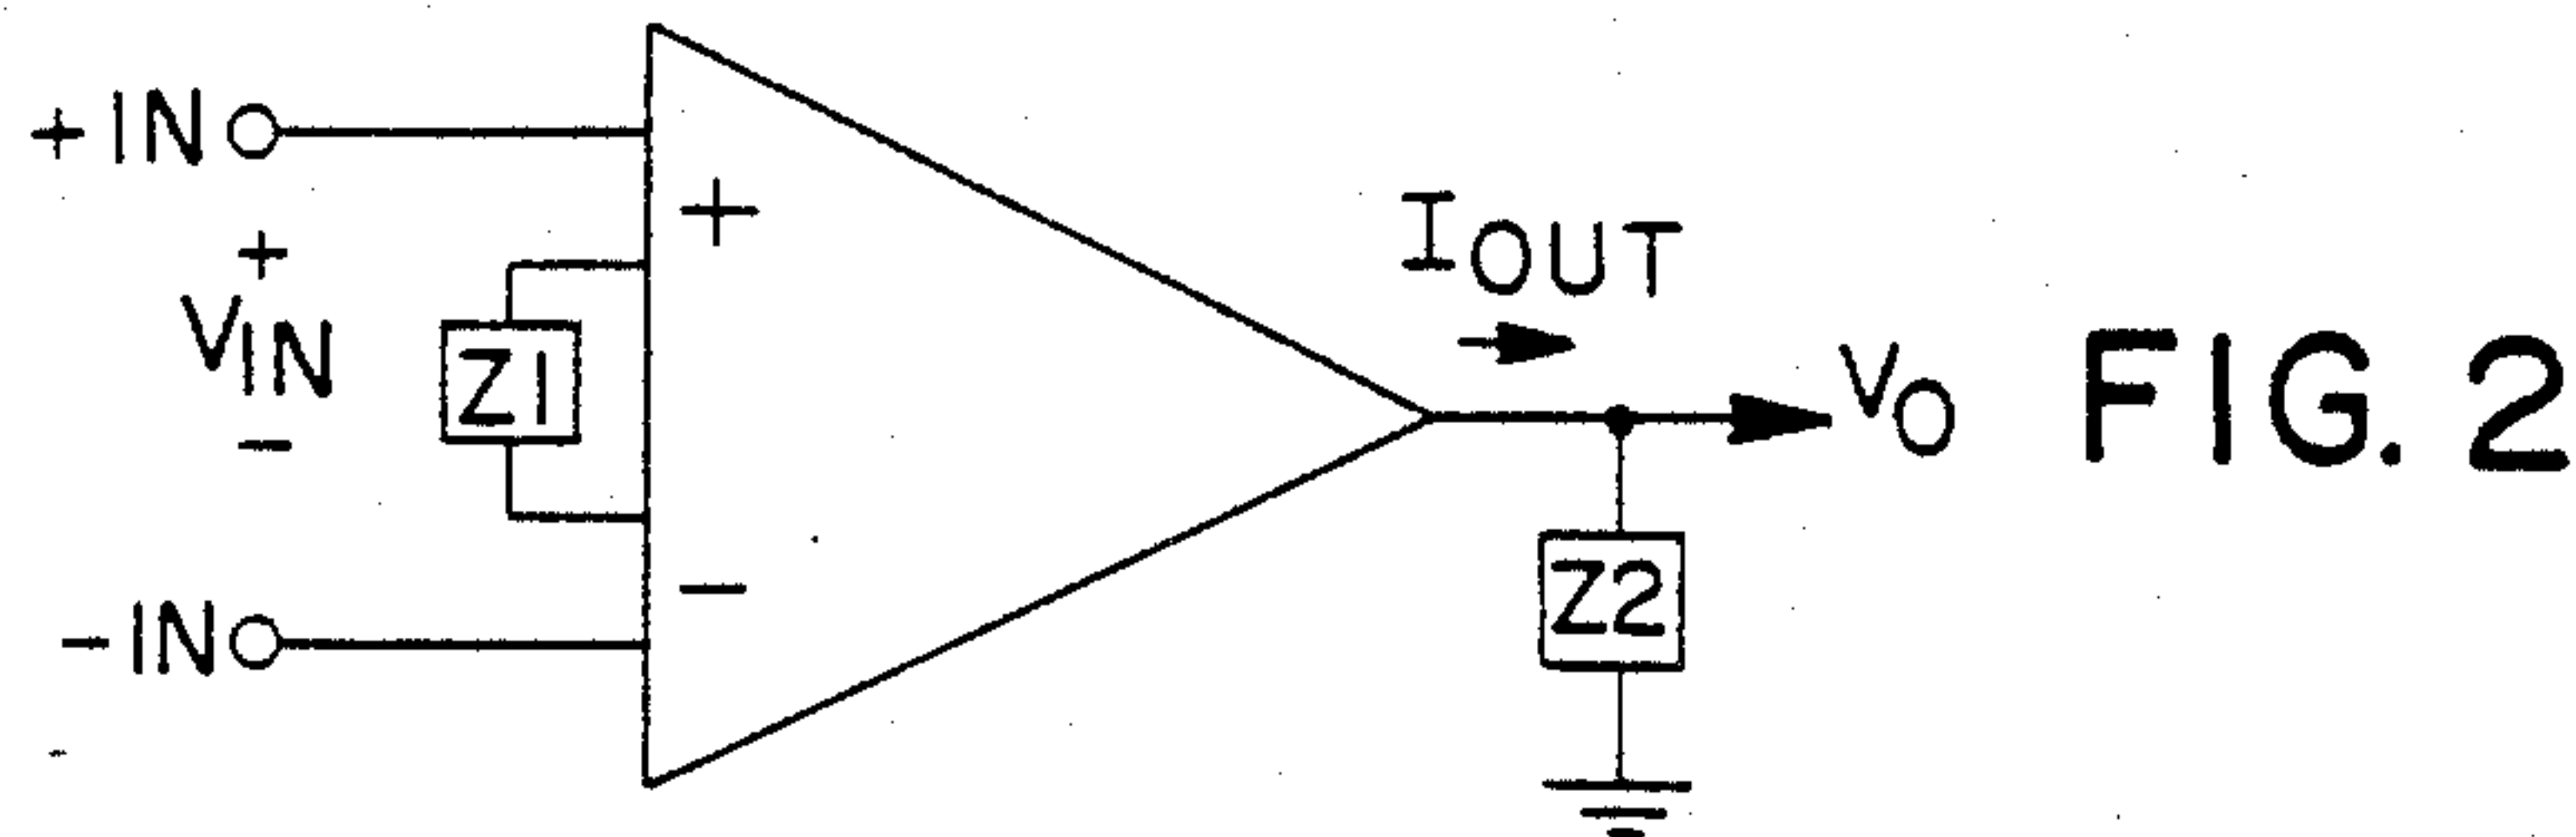 +IN
+
VIN
-
Z1
-IN
+
-
IOUT
VO
Z2
FIG. 2